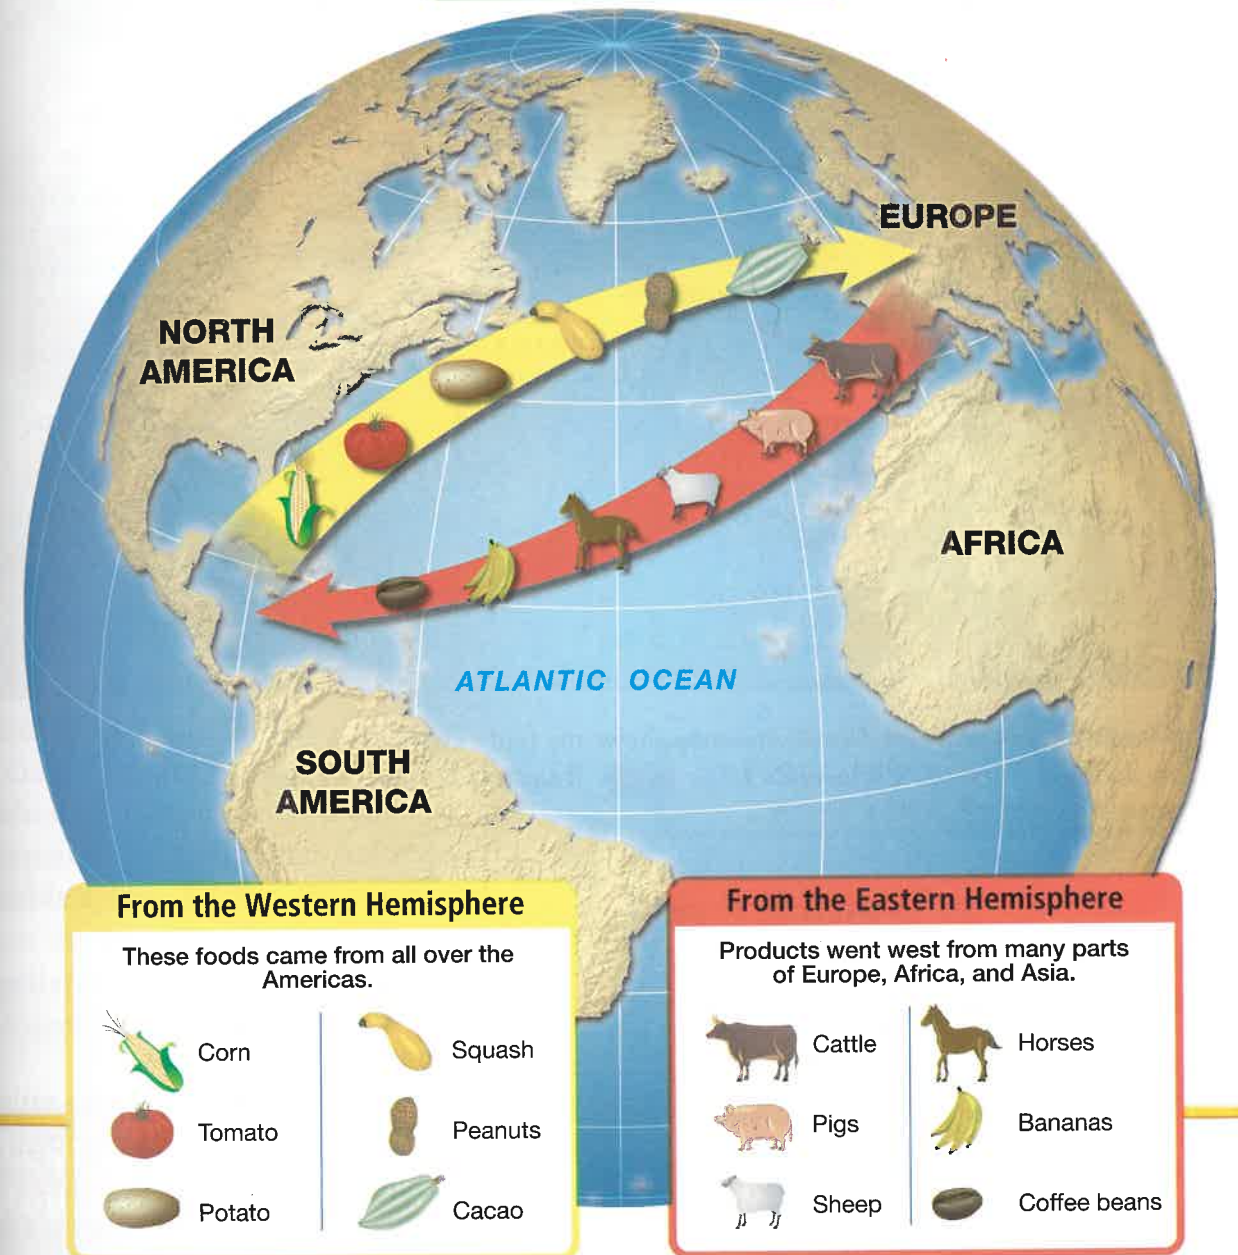 EUROPE
NORTH
AMERICA
AFRICA
ATLANTIC OCEAN
SOUTH
AMERICA
From the Western Hemisphere
These foods came from all over the
Americas.
Corn
Squash
Tomato
Peanuts
Potato
Cacao
From the Eastern Hemisphere
Products went west from many parts
of Europe, Africa, and Asia.
Cattle
Horses
Pigs
Bananas
Sheep
Coffee beans